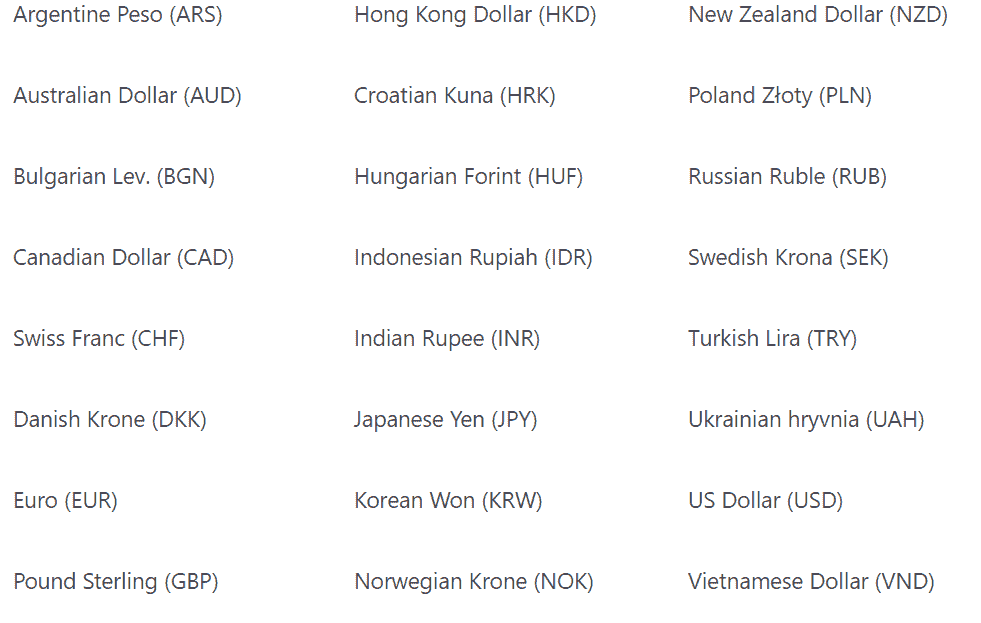 Argentine Peso (ARS) Hong Kong Dollar (HKD) New Zealand Dollar (NZD)
Australian Dollar (AUD) Croatian Kuna (HRK) Poland Złoty (PLN)
Bulgarian Lev. (BGN) Hungarian Forint (HUF) Russian Ruble (RUB)
Canadian Dollar (CAD) Indonesian Rupiah (IDR) Swedish Krona (SEK)
Swiss Franc (CHF) Indian Rupee (INR) Turkish Lira (TRY)
Danish Krone (DKK) Japanese Yen (JPY) Ukrainian hryvnia (UAH)
Euro (EUR) Korean Won (KRW) US Dollar (USD)
Pound Sterling (GBP) Norwegian Krone (NOK) Vietnamese Dollar (VND)